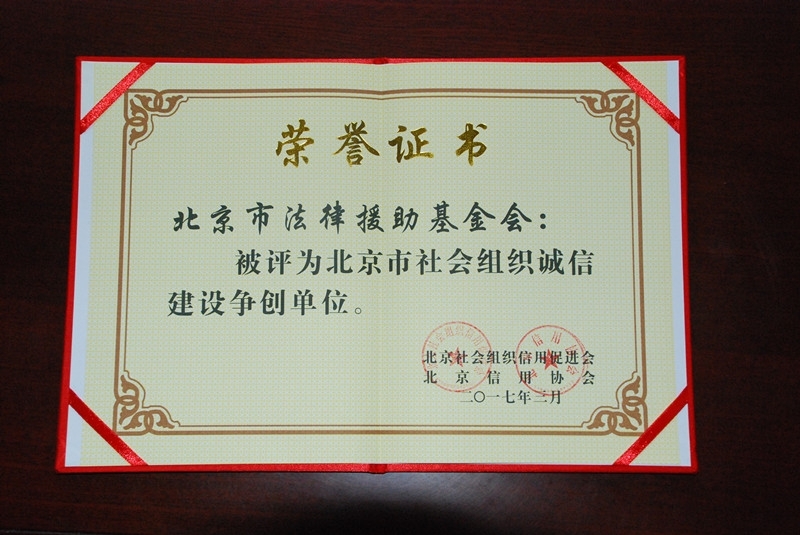 荣誉证书
北京市法律援助基金会：
被评为北京市社会组织诚信
建设争创单位。
北京社会组织信用促进会
北京信用协会
二〇一七年三月